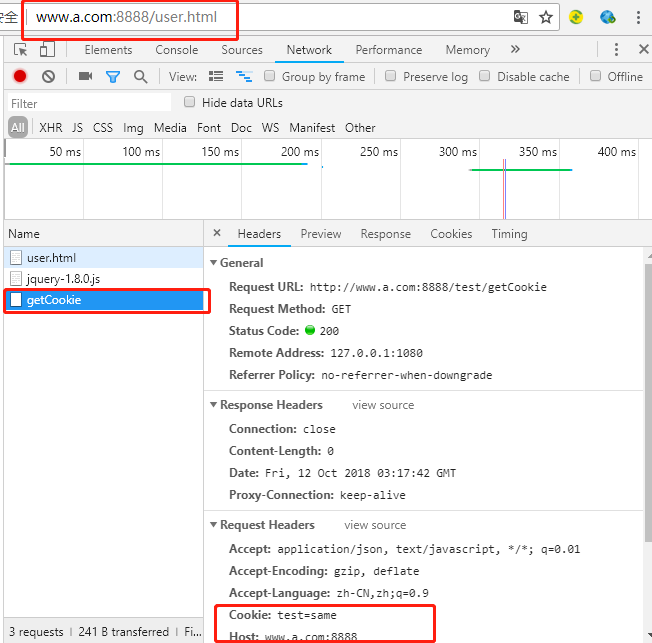 安全 www.a.com:8888/user.html
Elements Console Sources Network Performance Memory »
View: Group by frame Preserve log Disable cache Offline
Filter Hide data URLs
All XHR JS CSS Img Media Font Doc WS Manifest Other
50 ms 100 ms 150 ms 200 ms 250 ms 300 ms 350 ms 400 ms
Name × Headers Preview Response Cookies Timing
user.html
jquery-1.8.0.js
getCookie
General
Request URL: http://www.a.com:8888/test/getCookie
Request Method: GET
Status Code: 200
Remote Address: 127.0.0.1:1080
Referrer Policy: no-referrer-when-downgrade
Response Headers view source
Connection: close
Content-Length: 0
Date: Fri, 12 Oct 2018 03:17:42 GMT
Proxy-Connection: keep-alive
Request Headers view source
Accept: application/json, text/javascript, */*; q=0.01
Accept-Encoding: gzip, deflate
Accept-Language: zh-CN,zh;q=0.9
Cookie: test=same
Host: www.a.com:8888
3 requests | 241 B transferred | Fi...